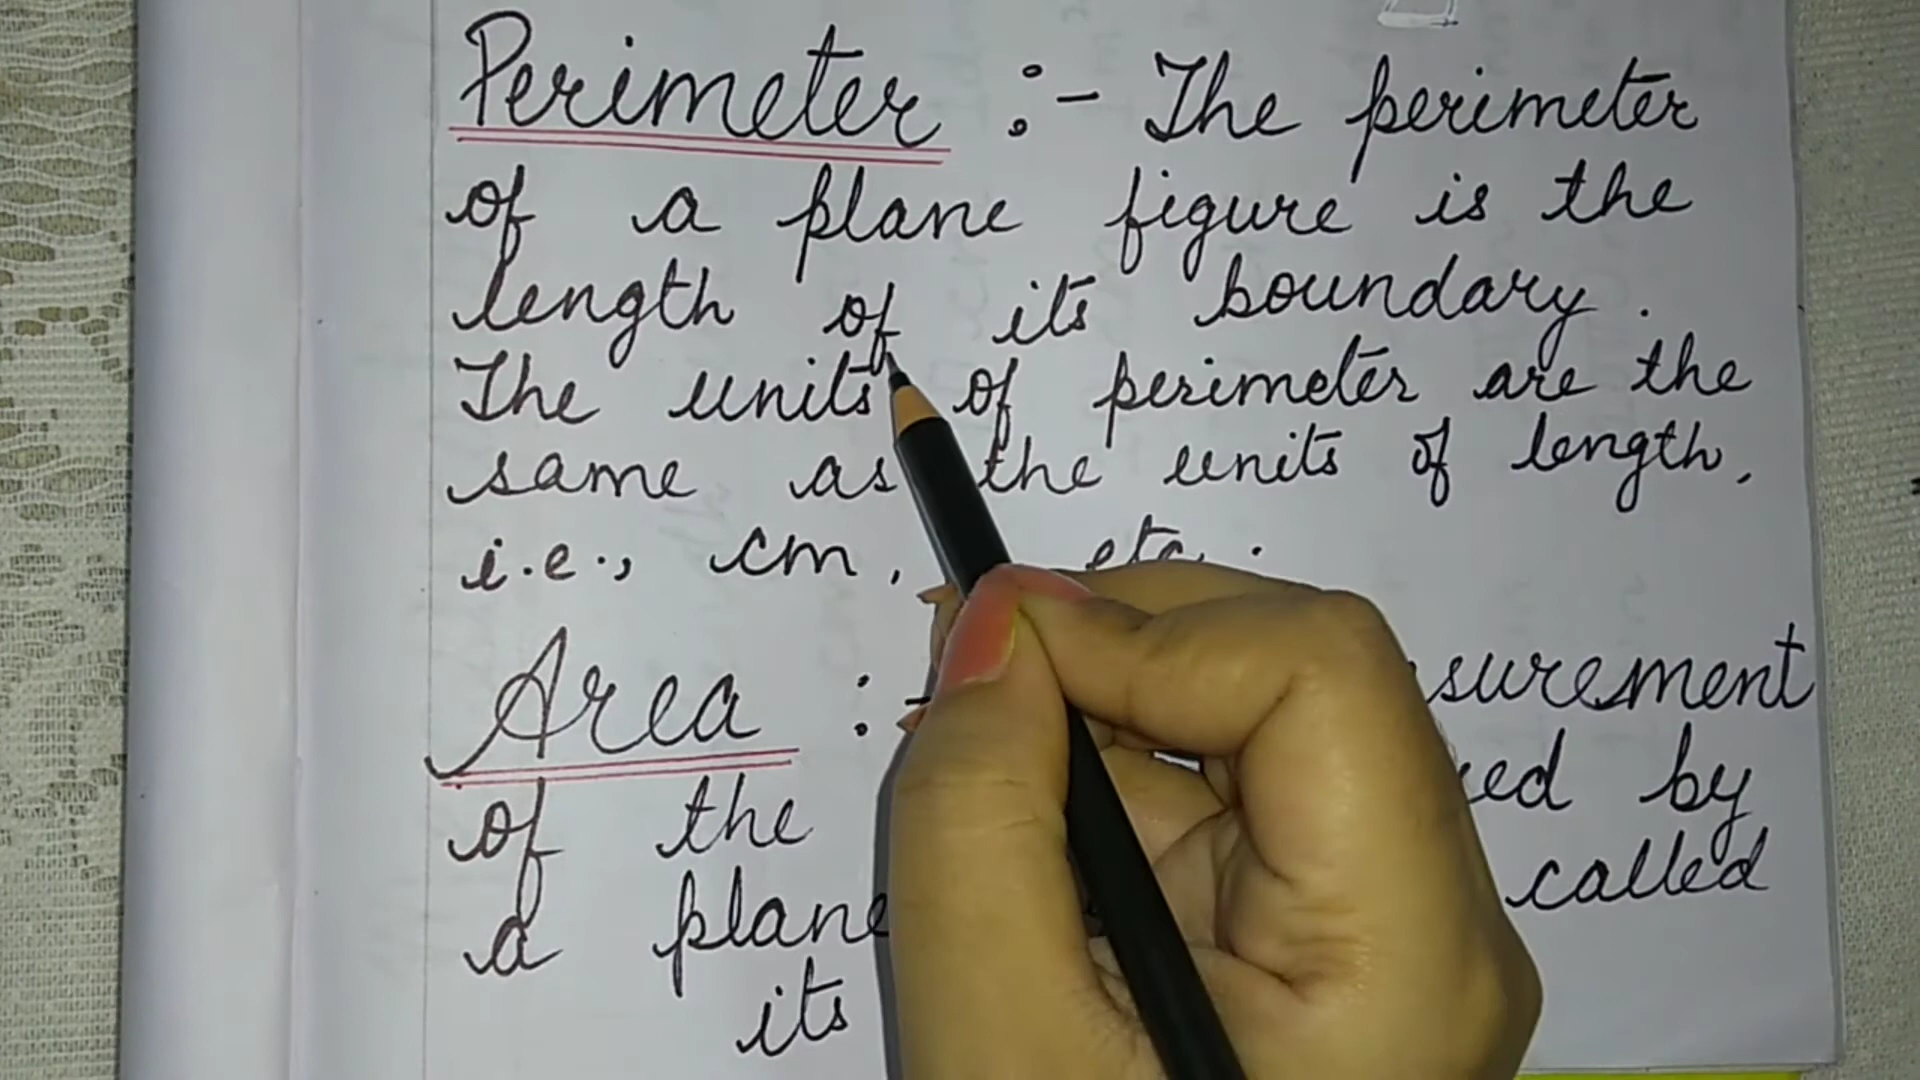 Perimeter :- The perimeter
of a plane figure is the
length of its boundary.
The units of perimeter are the
same as the units of length,
i.e., cm, etc.
Area :-
of the by
a plane called
its